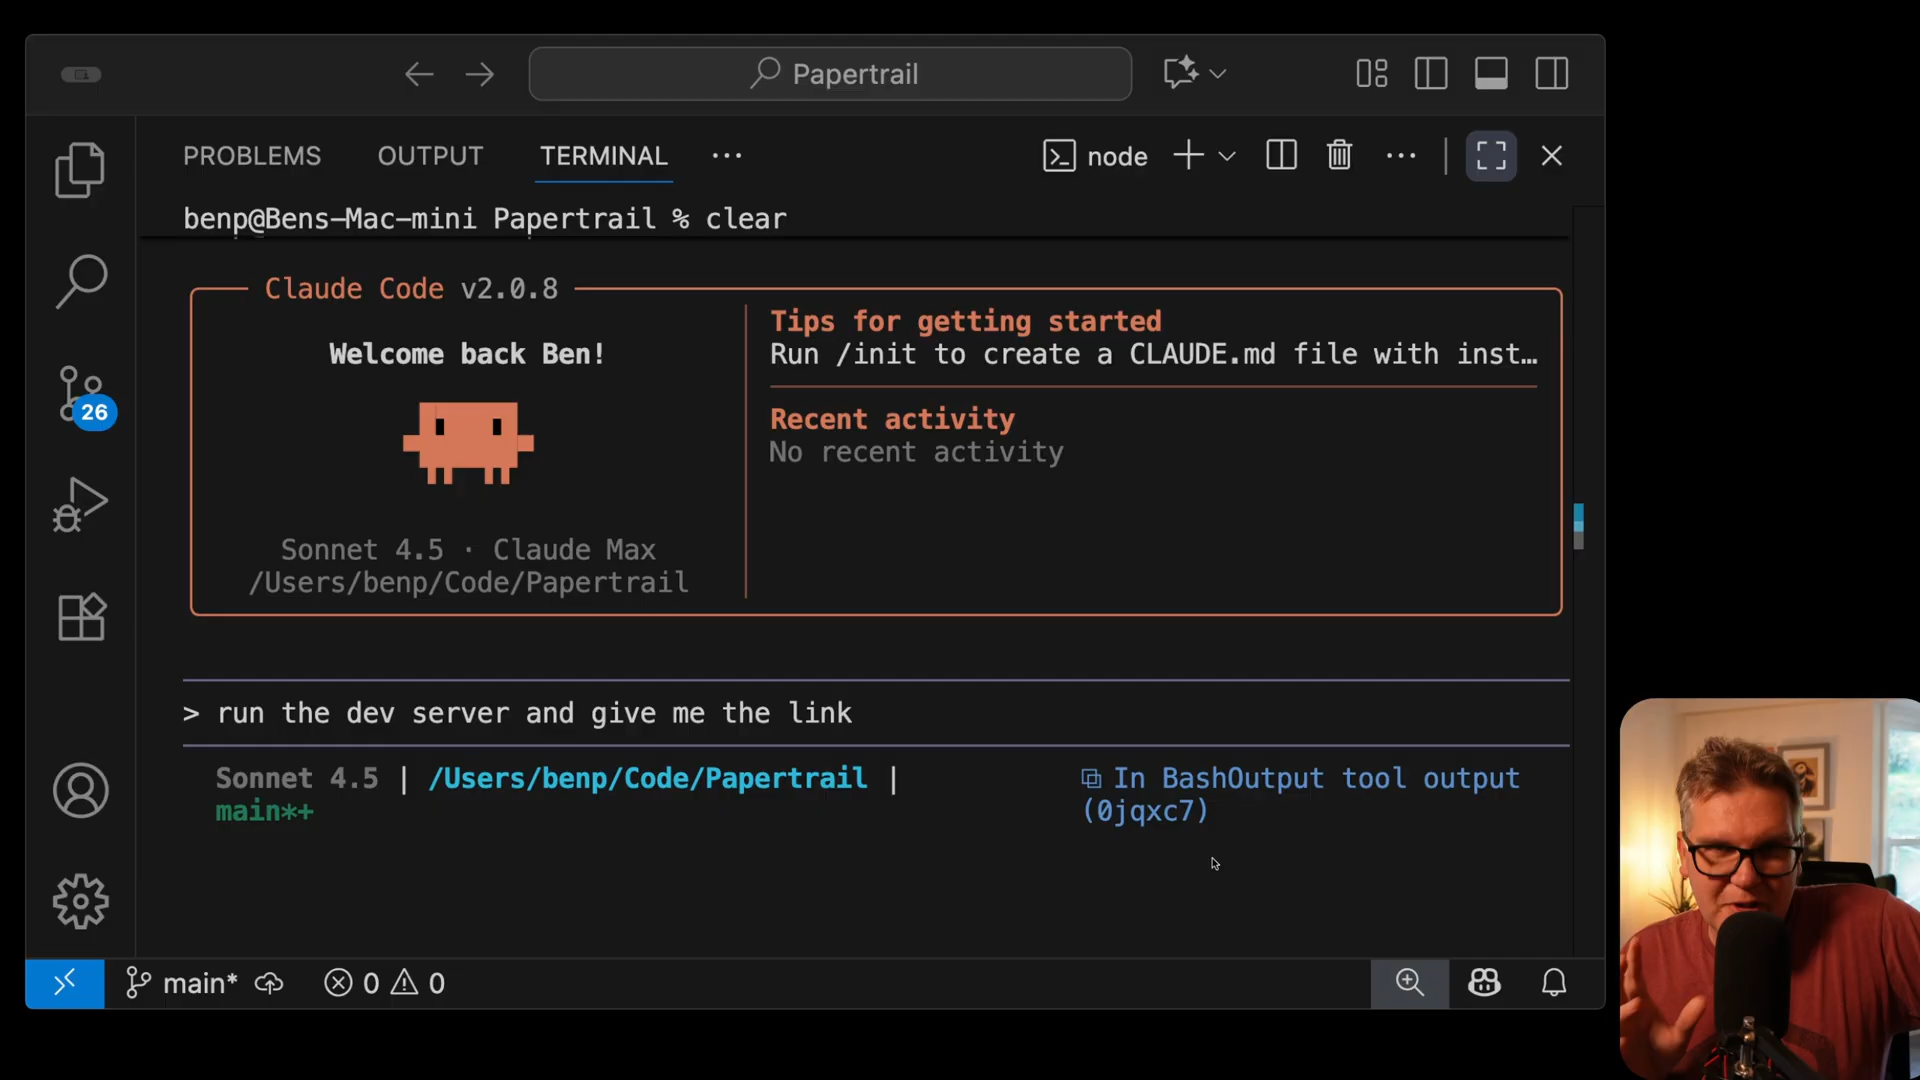 Papertrail
PROBLEMS OUTPUT TERMINAL ··· node
benp@Bens-Mac-mini Papertrail % clear
Claude Code v2.0.8
Welcome back Ben!
Sonnet 4.5 · Claude Max
/Users/benp/Code/Papertrail
Tips for getting started
Run /init to create a CLAUDE.md file with inst…
Recent activity
No recent activity
26
> run the dev server and give me the link
Sonnet 4.5 | /Users/benp/Code/Papertrail |
main*+
In BashOutput tool output
(0jqxc7)
main* 0 0